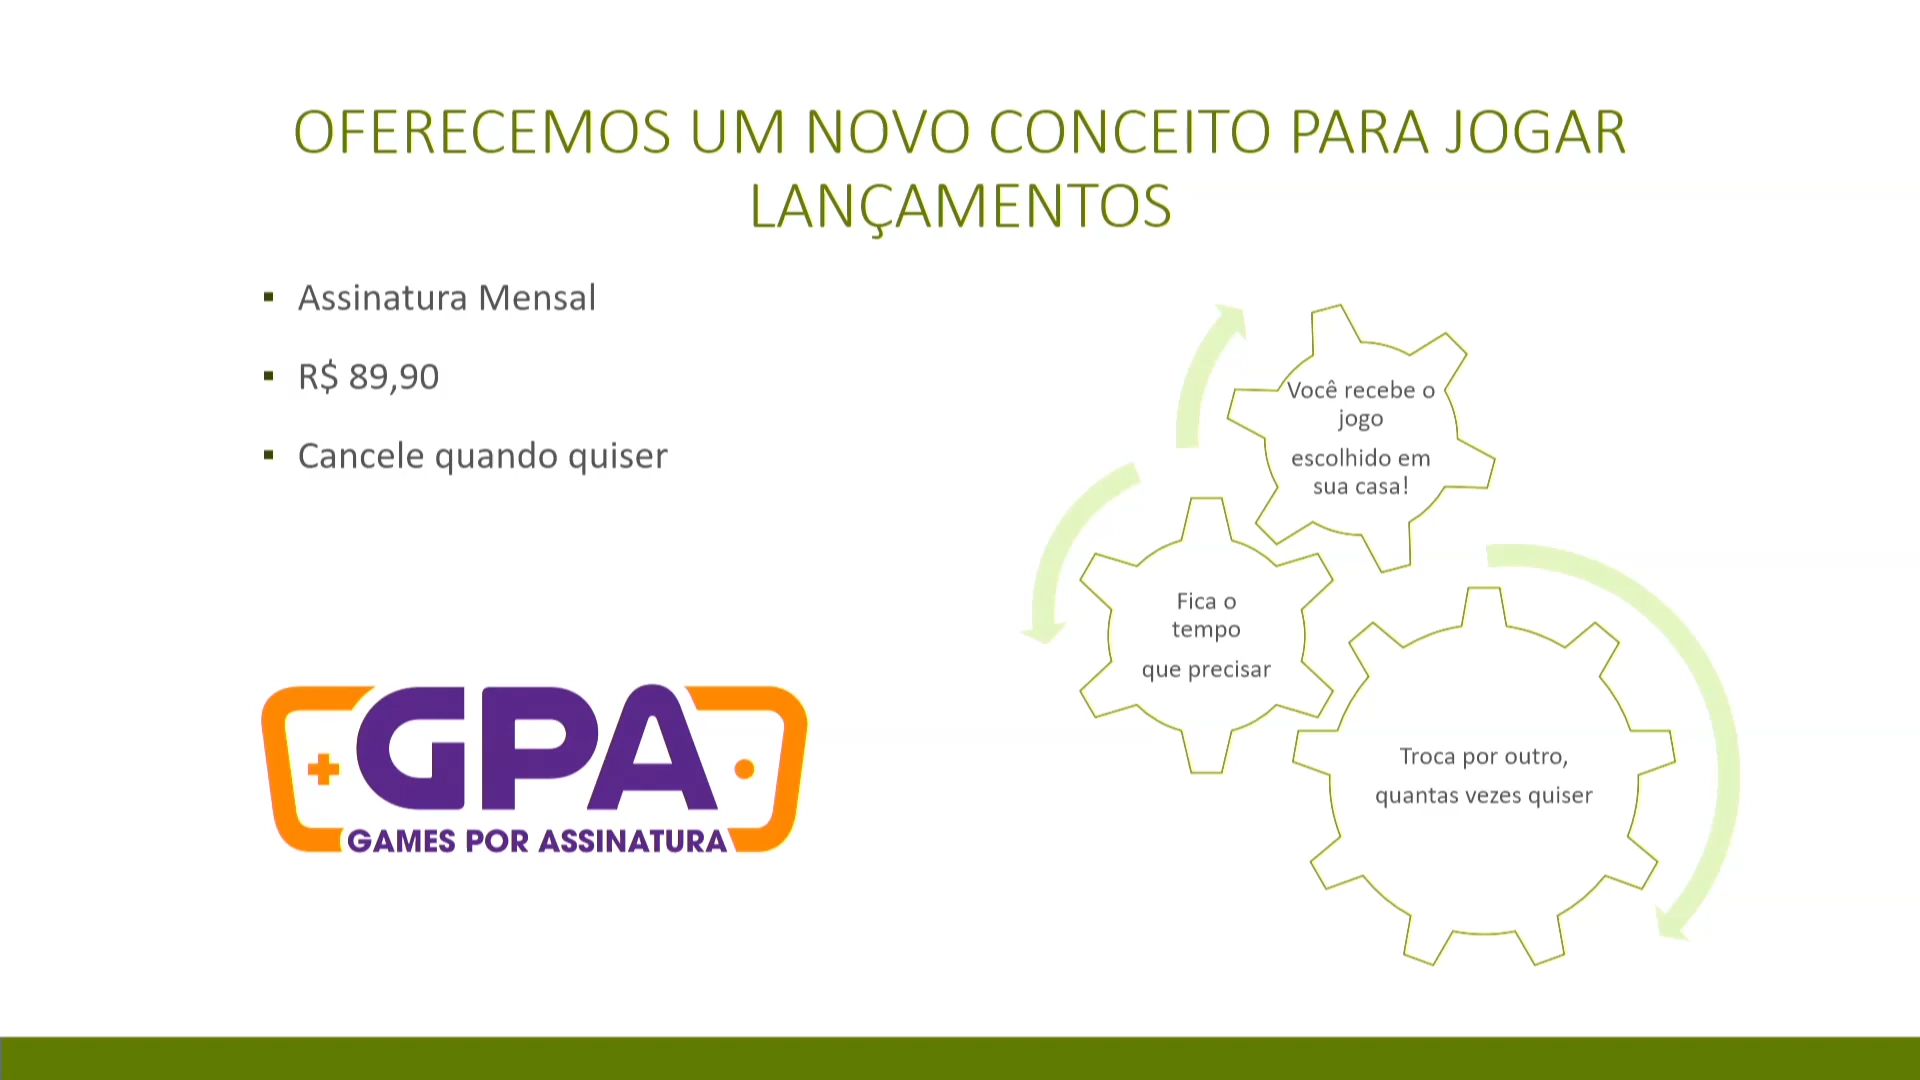 OFERECEMOS UM NOVO CONCEITO PARA JOGAR
LANÇAMENTOS
▪ Assinatura Mensal
▪ R$ 89,90
▪ Cancele quando quiser
Você recebe o
jogo
escolhido em
sua casa!
Fica o
tempo
que precisar
Troca por outro,
quantas vezes quiser
GPA
GAMES POR ASSINATURA